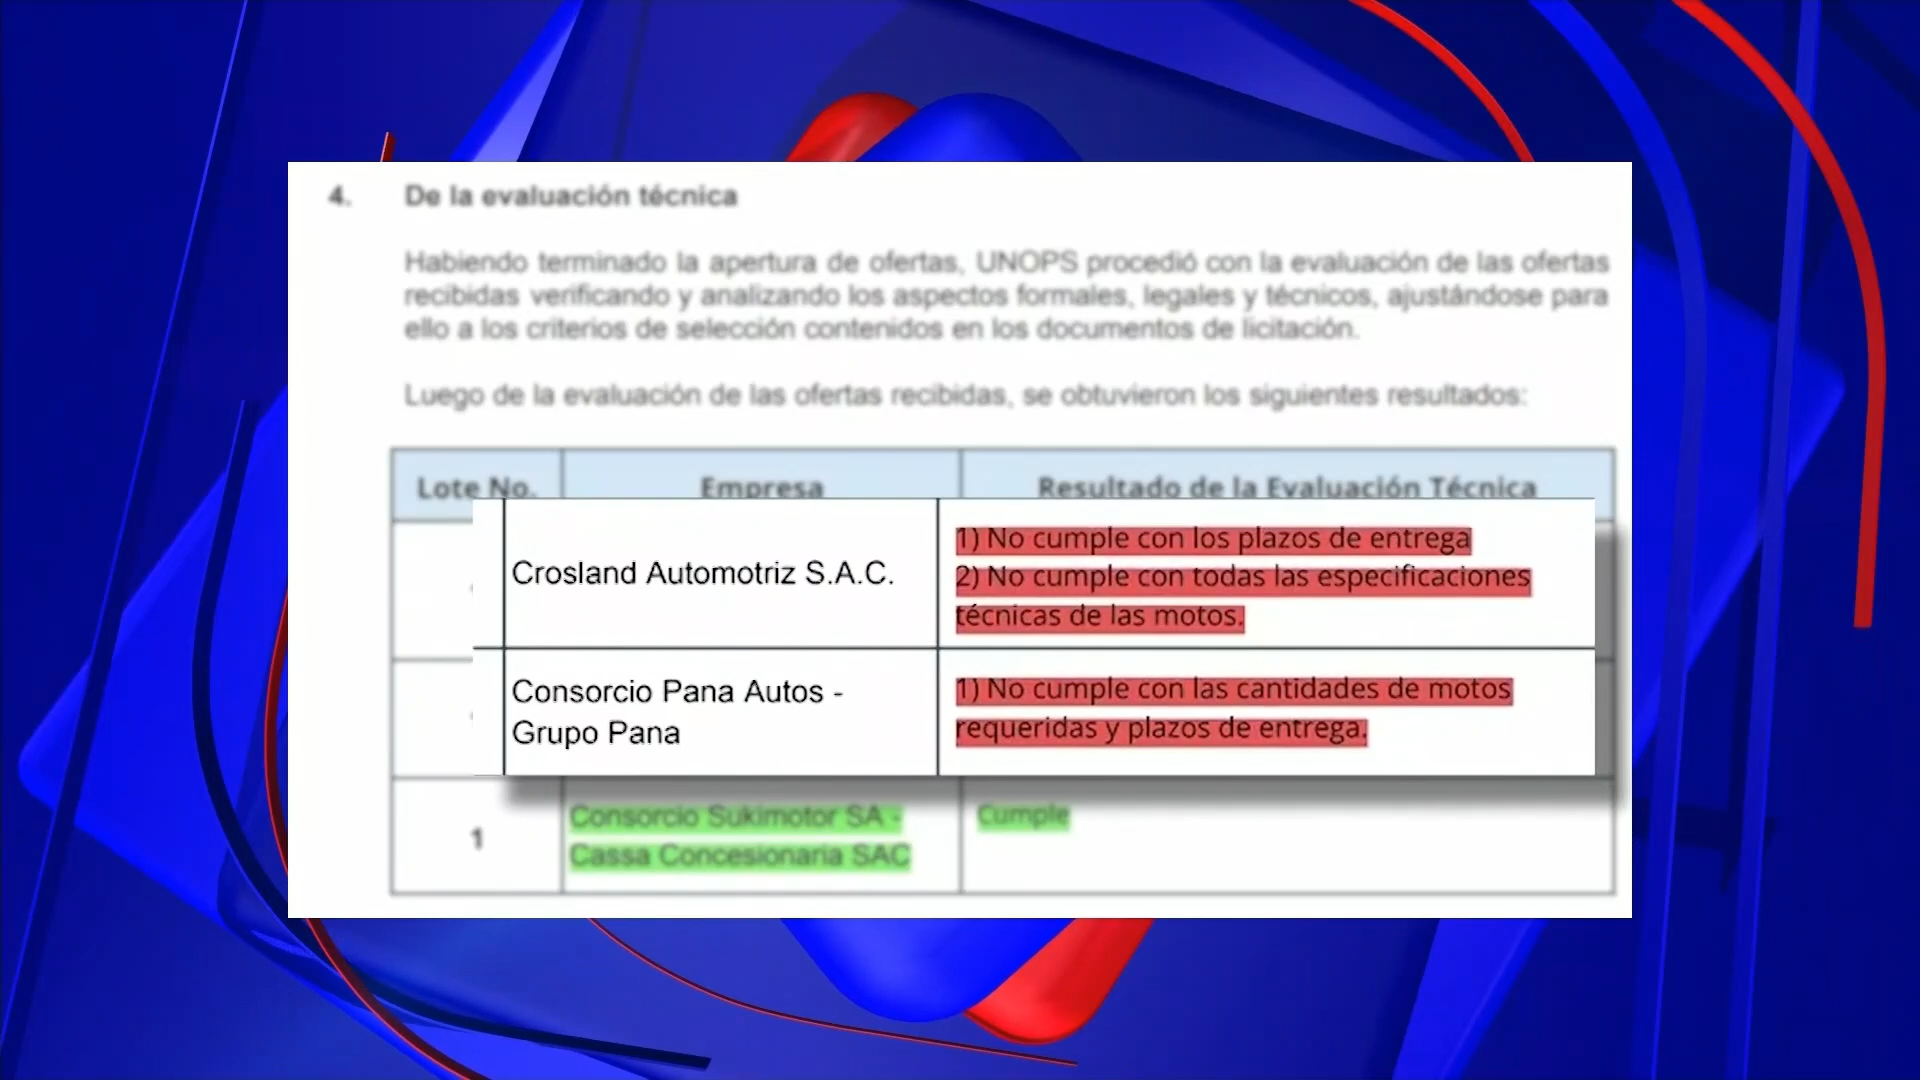 4. De la evaluación técnica
Habiendo terminado la apertura de ofertas, UNOPS procedió con la evaluación de las ofertas
recibidas verificando y analizando los aspectos formales, legales y técnicos, ajustándose para
ello a los criterios de selección contenidos en los documentos de licitación.
Luego de la evaluación de las ofertas recibidas, se obtuvieron los siguientes resultados:
Lote No. Empresa Resultado de la Evaluación Técnica
Crosland Automotriz S.A.C.
1) No cumple con los plazos de entrega
2) No cumple con todas las especificaciones
técnicas de las motos.
Consorcio Pana Autos -
Grupo Pana
1) No cumple con las cantidades de motos
requeridas y plazos de entrega.
1
Consorcio Sukimotor SA -
Cassa Concesionaria SAC
Cumple